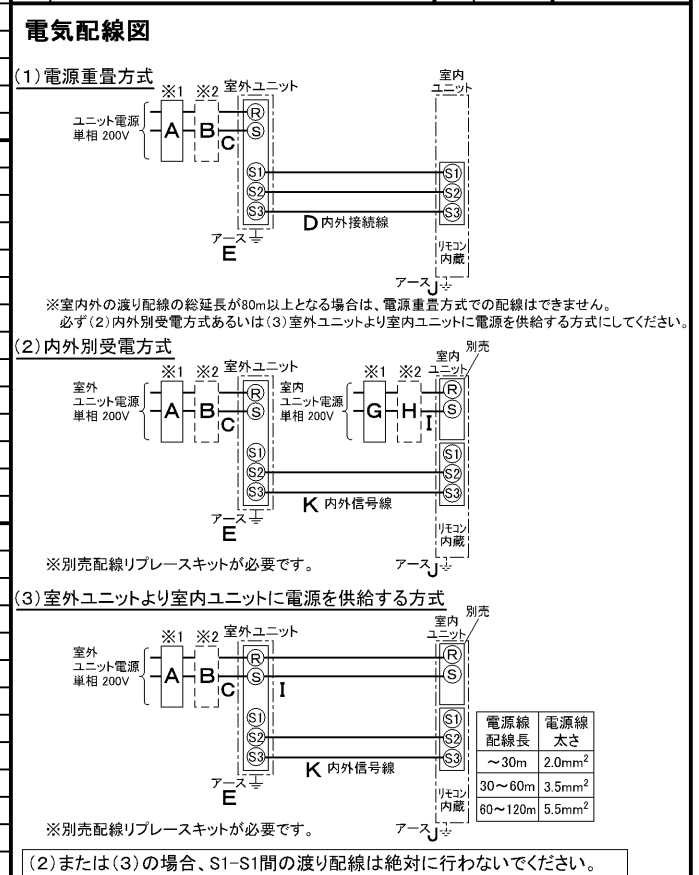 電気配線図
(1)電源重畳方式
※1 ※2 室外ユニット
室内
ユニット
ユニット電源
単相 200V
A B C
R
S
S1 S1
S2 S2
S3 S3
D 内外接続線
アース
E
リモコン
内蔵
アース J
※室内外の渡り配線の総延長が80m以上となる場合は、電源重畳方式での配線はできません。
必ず(2)内外別受電方式あるいは(3)室外ユニットより室内ユニットに電源を供給する方式にしてください。
(2)内外別受電方式
別売
※1 ※2 室外ユニット
※1 ※2
室内
ユニット
室外
ユニット電源
単相 200V
A B C
R
S
室内
ユニット電源
単相 200V
G H I
R
S
S1 S1
S2 S2
S3 S3
K 内外信号線
アース
E
リモコン
内蔵
※別売配線リプレースキットが必要です。
アース J
(3)室外ユニットより室内ユニットに電源を供給する方式
別売
※1 ※2 室外ユニット
室内
ユニット
室外
ユニット電源
単相 200V
A B C
R R
S S
I
S1 S1
S2 S2
S3 S3
K 内外信号線
電源線
配線長
電源線
太さ
~30m 2.0mm²
30~60m 3.5mm²
60~120m 5.5mm²
アース
E
リモコン
内蔵
※別売配線リプレースキットが必要です。
アース J
(2)または(3)の場合、S1-S1間の渡り配線は絶対に行わないでください。